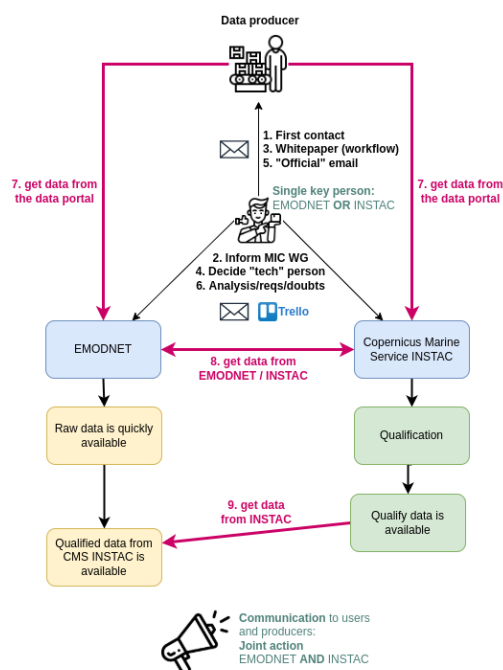 Data producer
1. First contact
3. Whitepaper (workflow)
5. "Official" email
7. get data from
the data portal
7. get data from
the data portal
Single key person:
EMODNET OR INSTAC
2. Inform MIC WG
4. Decide "tech" person
6. Analysis/reqs/doubts
Trello
EMODNET
8. get data from
EMODNET / INSTAC
Copernicus Marine
Service INSTAC
Raw data is quickly
available
Qualification
9. get data
from INSTAC
Qualify data is
available
Qualified data from
CMS INSTAC is
available
Communication to users
and producers:
Joint action
EMODNET AND INSTAC